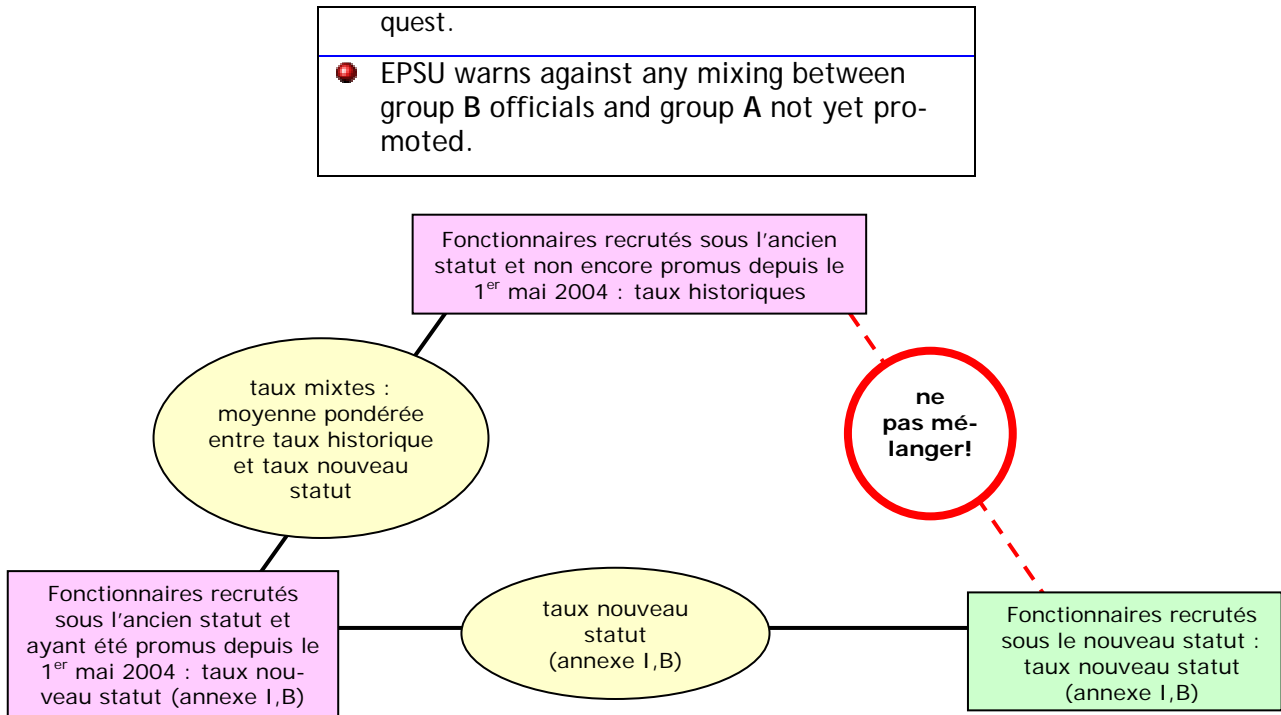 quest.
EPSU warns against any mixing between
group B officials and group A not yet pro-
moted.
Fonctionnaires recrutés sous l'ancien
statut et non encore promus depuis le
1er mai 2004 : taux historiques
taux mixtes :
moyenne pondérée
entre taux historique
et taux nouveau
statut
ne
pas mé-
langer!
Fonctionnaires recrutés
sous l'ancien statut et
ayant été promus depuis le
1er mai 2004 : taux nou-
veau statut (annexe I,B)
taux nouveau
statut
(annexe I,B)
Fonctionnaires recrutés
sous le nouveau statut :
taux nouveau statut
(annexe I,B)